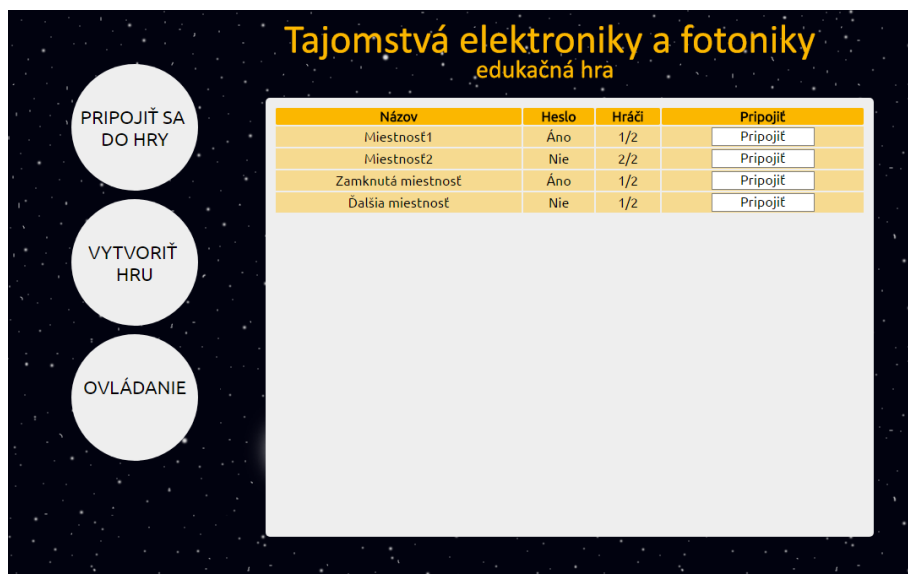 Tajomstvá elektroniky a fotoniky
edukačná hra
PRIPOJIŤ SA
DO HRY
VYTVORIŤ
HRU
OVLÁDANIE
Názov Heslo Hráči Pripojiť
Miestnosť1 Áno 1/2 Pripojiť
Miestnosť2 Nie 2/2 Pripojiť
Zamknutá miestnosť Áno 1/2 Pripojiť
Ďalšia miestnosť Nie 1/2 Pripojiť